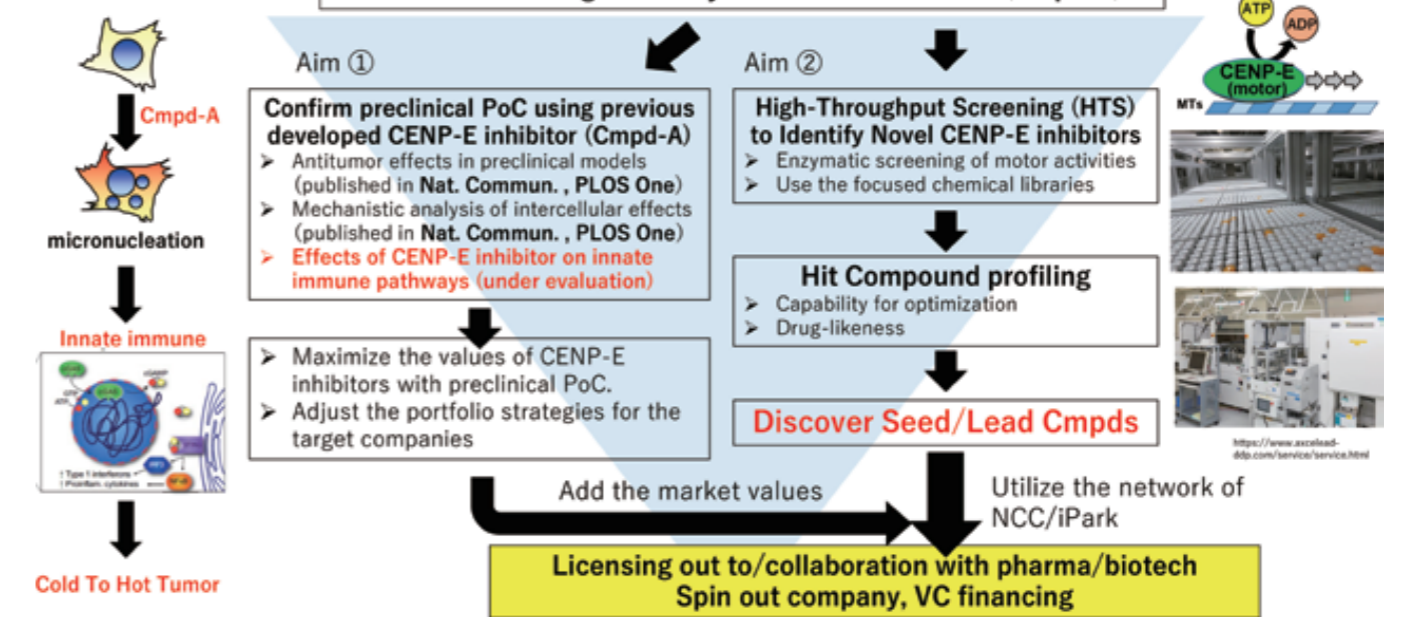 Aim ①
Aim ②
ATP
ADP
CENP-E
(motor)
MTs
Cmpd-A
micronucleation
Innate immune
↑ Type 1 interferons
↑ Proinflam. cytokines
Cold To Hot Tumor
Confirm preclinical PoC using previous
developed CENP-E inhibitor (Cmpd-A)
➢ Antitumor effects in preclinical models
(published in Nat. Commun. , PLOS One)
➢ Mechanistic analysis of intercellular effects
(published in Nat. Commun. , PLOS One)
➢ Effects of CENP-E inhibitor on innate
immune pathways (under evaluation)
➢ Maximize the values of CENP-E
inhibitors with preclinical PoC.
➢ Adjust the portfolio strategies for the
target companies
High-Throughput Screening (HTS)
to Identify Novel CENP-E inhibitors
➢ Enzymatic screening of motor activities
➢ Use the focused chemical libraries
Hit Compound profiling
➢ Capability for optimization
➢ Drug-likeness
Discover Seed/Lead Cmpds
https://www.axcelead-
ddp.com/service/service.html
Add the market values
Utilize the network of
NCC/iPark
Licensing out to/collaboration with pharma/biotech
Spin out company, VC financing